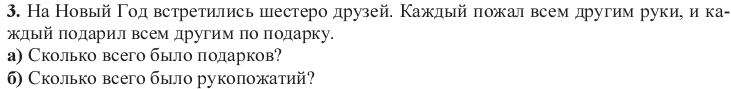 3. На Новый Год встретились шестеро друзей. Каждый пожал всем другим руки, и ка-
ждый подарил всем другим по подарку.
а) Сколько всего было подарков?
б) Сколько всего было рукопожатий?